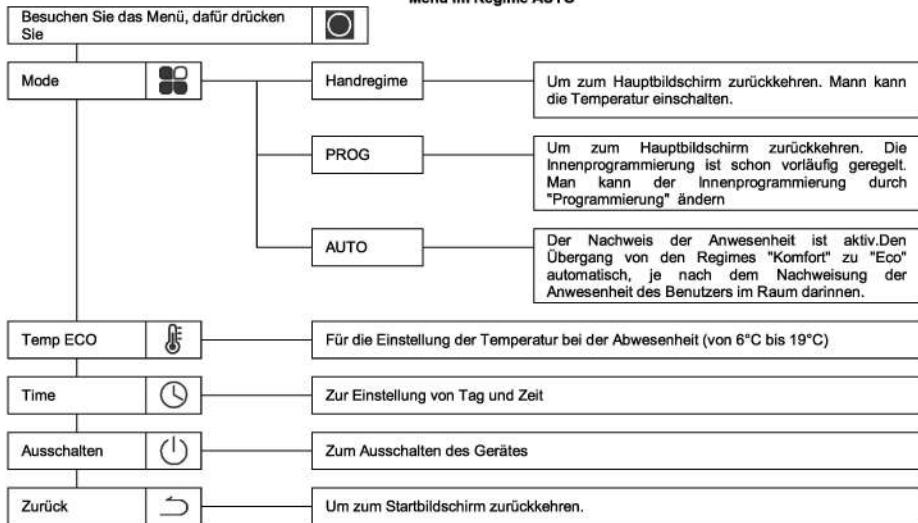 Menü im Regime AUTO
Besuchen Sie das Menü, dafür drücken
Sie
Mode
Handregime
Um zum Hauptbildschirm zurückkehren. Mann kann
die Temperatur einschalten.
PROG
Um zum Hauptbildschirm zurückkehren. Die
Innenprogrammierung ist schon vorläufig geregelt.
Man kann der Innenprogrammierung durch
"Programmierung" ändern
AUTO
Der Nachweis der Anwesenheit ist aktiv.Den
Übergang von den Regimes "Komfort" zu "Eco"
automatisch, je nach dem Nachweisung der
Anwesenheit des Benutzers im Raum darinnen.
Temp ECO
Für die Einstellung der Temperatur bei der Abwesenheit (von 6°C bis 19°C)
Time
Zur Einstellung von Tag und Zeit
Ausschalten
Zum Ausschalten des Gerätes
Zurück
Um zum Startbildschirm zurückkehren.